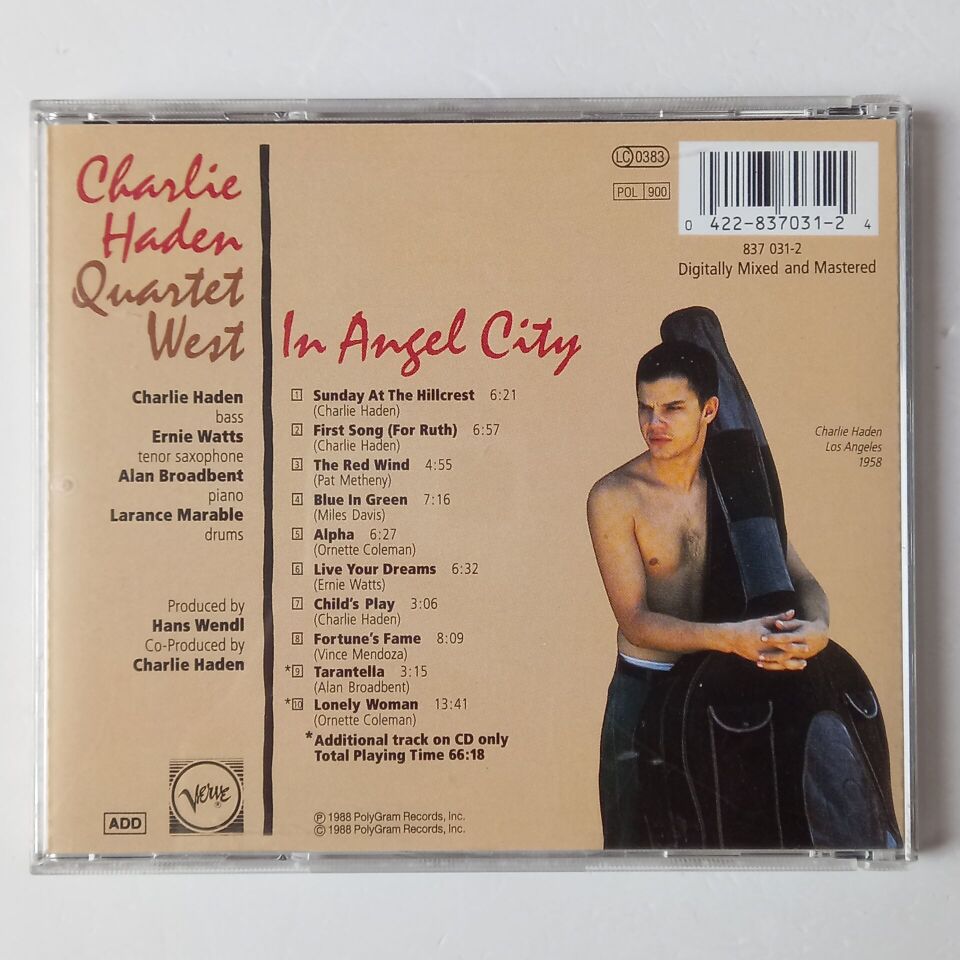 Charlie
Haden
Quartet
West
Charlie Haden
bass
Ernie Watts
tenor saxophone
Alan Broadbent
piano
Larance Marable
drums
Produced by
Hans Wendl
Co-Produced by
Charlie Haden
ADD
Verve
®
In Angel City
1 Sunday At The Hillcrest 6:21
(Charlie Haden)
2 First Song (For Ruth) 6:57
(Charlie Haden)
3 The Red Wind 4:55
(Pat Metheny)
4 Blue In Green 7:16
(Miles Davis)
5 Alpha 6:27
(Ornette Coleman)
6 Live Your Dreams 6:32
(Ernie Watts)
7 Child's Play 3:06
(Charlie Haden)
8 Fortune's Fame 8:09
(Vince Mendoza)
*9 Tarantella 3:15
(Alan Broadbent)
*10 Lonely Woman 13:41
(Ornette Coleman)
*Additional track on CD only
Total Playing Time 66:18
℗ 1988 PolyGram Records, Inc.
© 1988 PolyGram Records, Inc.
LC 0383
POL 900
0 422-837031-2 4
837 031-2
Digitally Mixed and Mastered
Charlie Haden
Los Angeles
1958